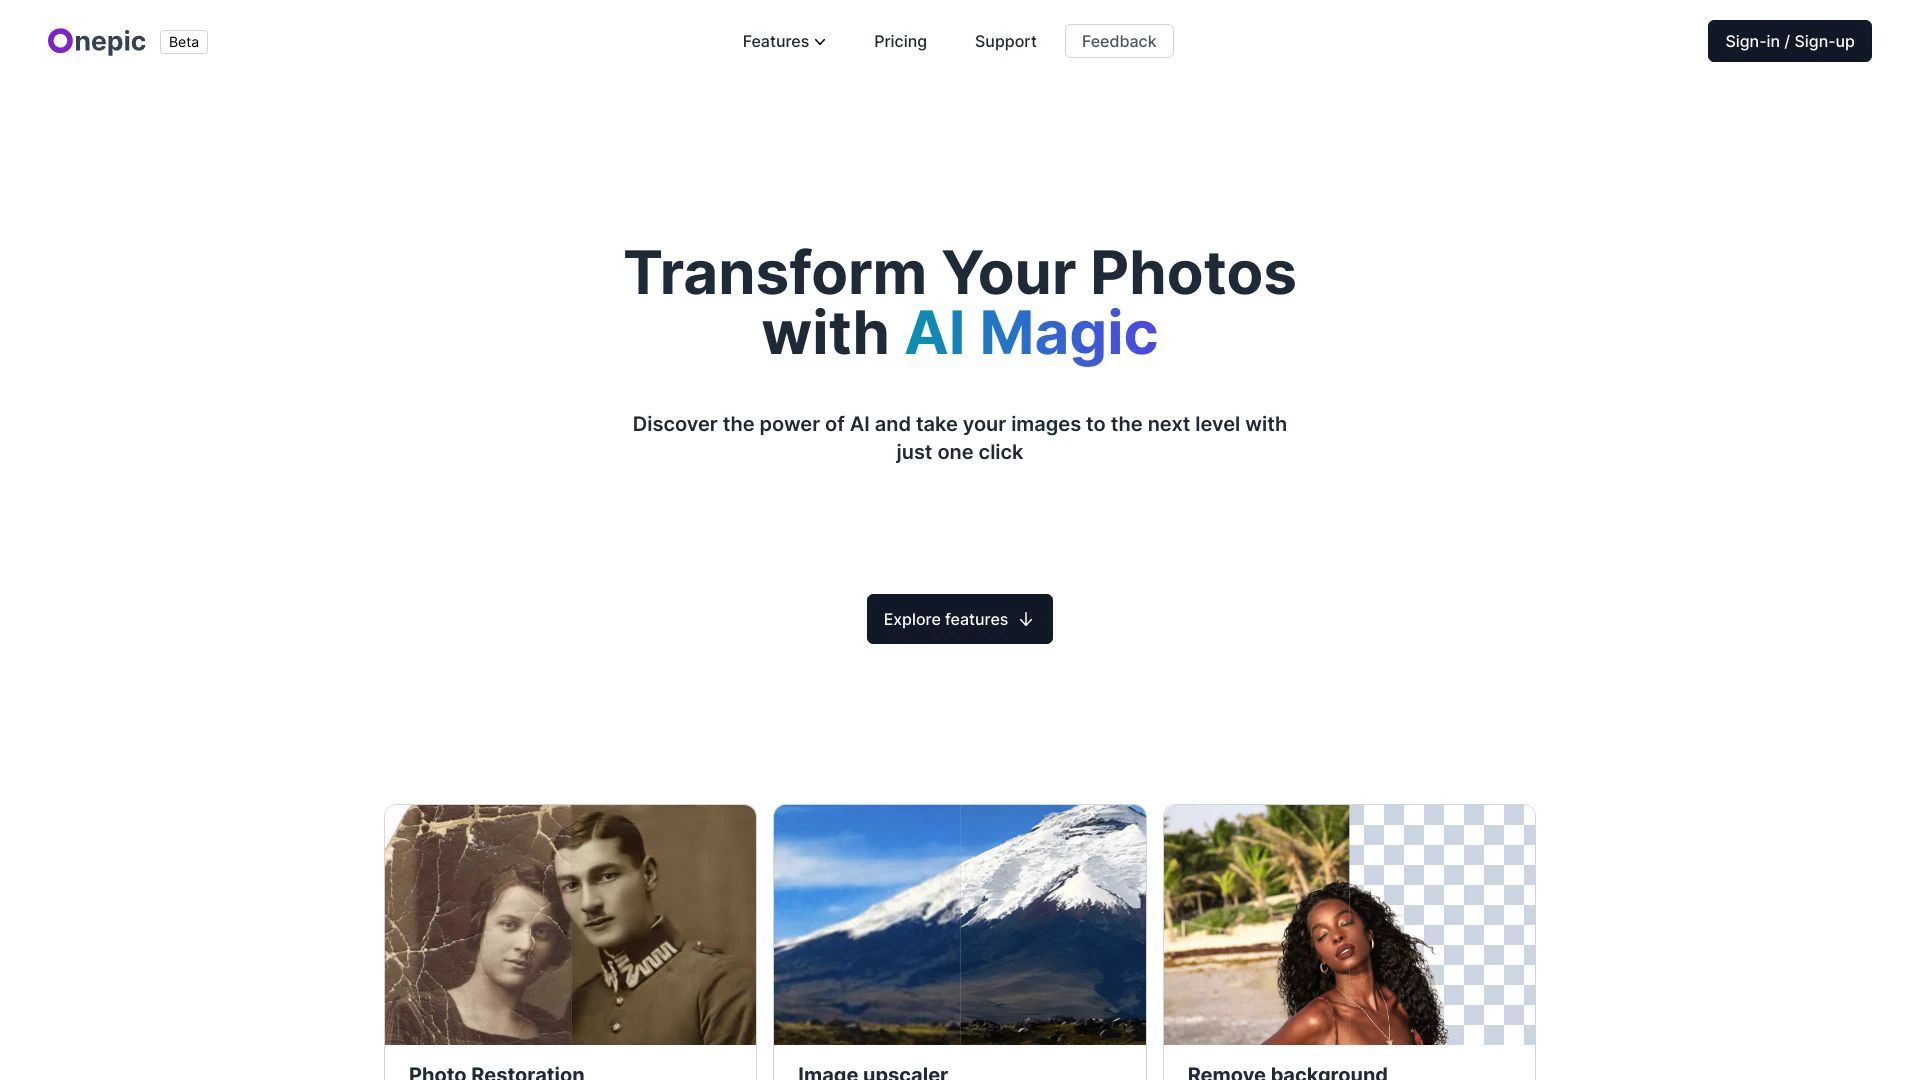 Onepic
Beta
Features
Pricing
Support
Feedback
Sign-in / Sign-up
Transform Your Photos
with AI Magic
Discover the power of AI and take your images to the next level with
just one click
Explore features
Photo Restoration
Image upscaler
Remove background